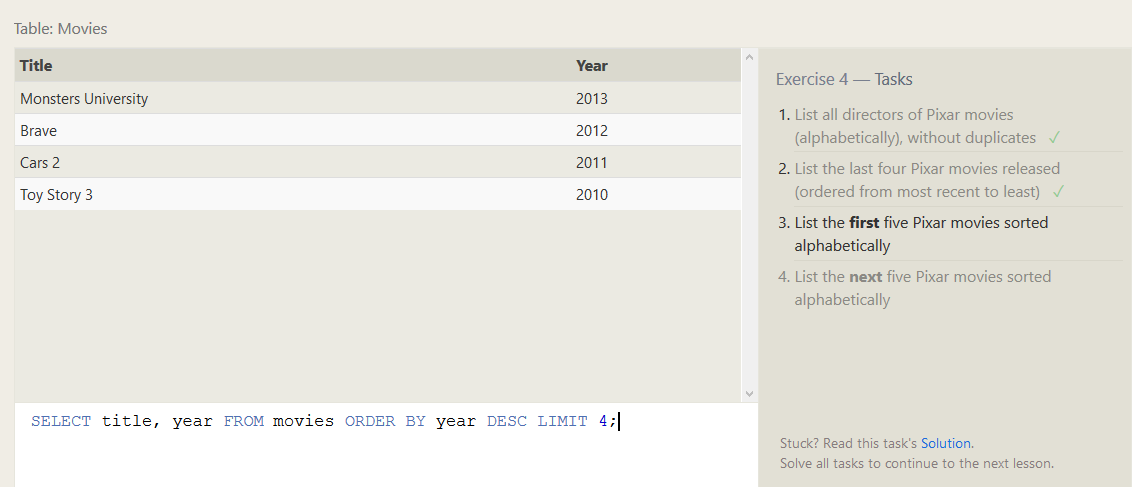 Table: Movies
Title Year
Monsters University 2013
Brave 2012
Cars 2 2011
Toy Story 3 2010
SELECT title, year FROM movies ORDER BY year DESC LIMIT 4;
Exercise 4 — Tasks
1. List all directors of Pixar movies
(alphabetically), without duplicates ✓
2. List the last four Pixar movies released
(ordered from most recent to least) ✓
3. List the first five Pixar movies sorted
alphabetically
4. List the next five Pixar movies sorted
alphabetically
Stuck? Read this task's Solution.
Solve all tasks to continue to the next lesson.